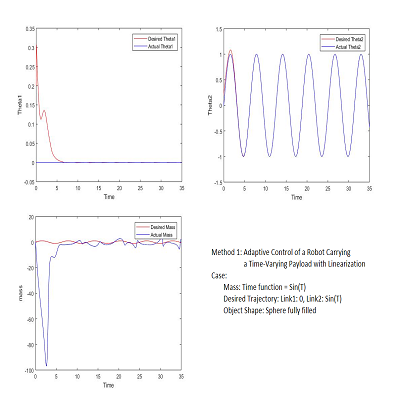 0.35
0.3
0.25
0.2
0.15
0.1
0.05
0
-0.05
0 5 10 15 20 25 30 35
Time
Theta1
Desired Theta1
Actual Theta1
1.5
1
0.5
0
-0.5
-1
-1.5
0 5 10 15 20 25 30 35
Time
Theta2
Desired Theta2
Actual Theta2
20
0
-20
-40
-60
-80
-100
0 5 10 15 20 25 30 35
Time
mass
Desired Mass
Actual Mass
Method 1: Adaptive Control of a Robot Carrying
a Time-Varying Payload with Linearization
Case:
Mass: Time function = Sin(T)
Desired Trajectory: Link1: 0, Link2: Sin(T)
Object Shape: Sphere fully filled